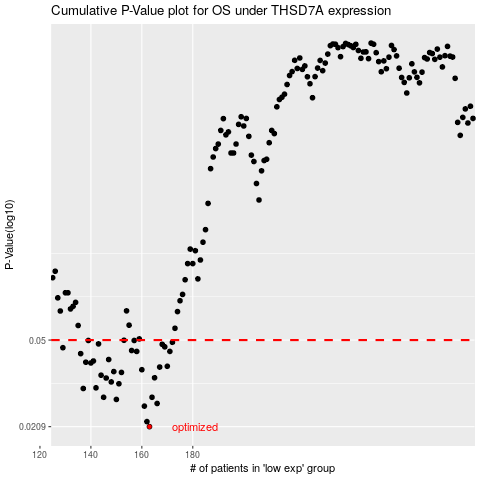 Cumulative P-Value plot for OS under THSD7A expression
P-Value(log10)
0.05
0.0209
optimized
120 140 160 180
# of patients in 'low exp' group